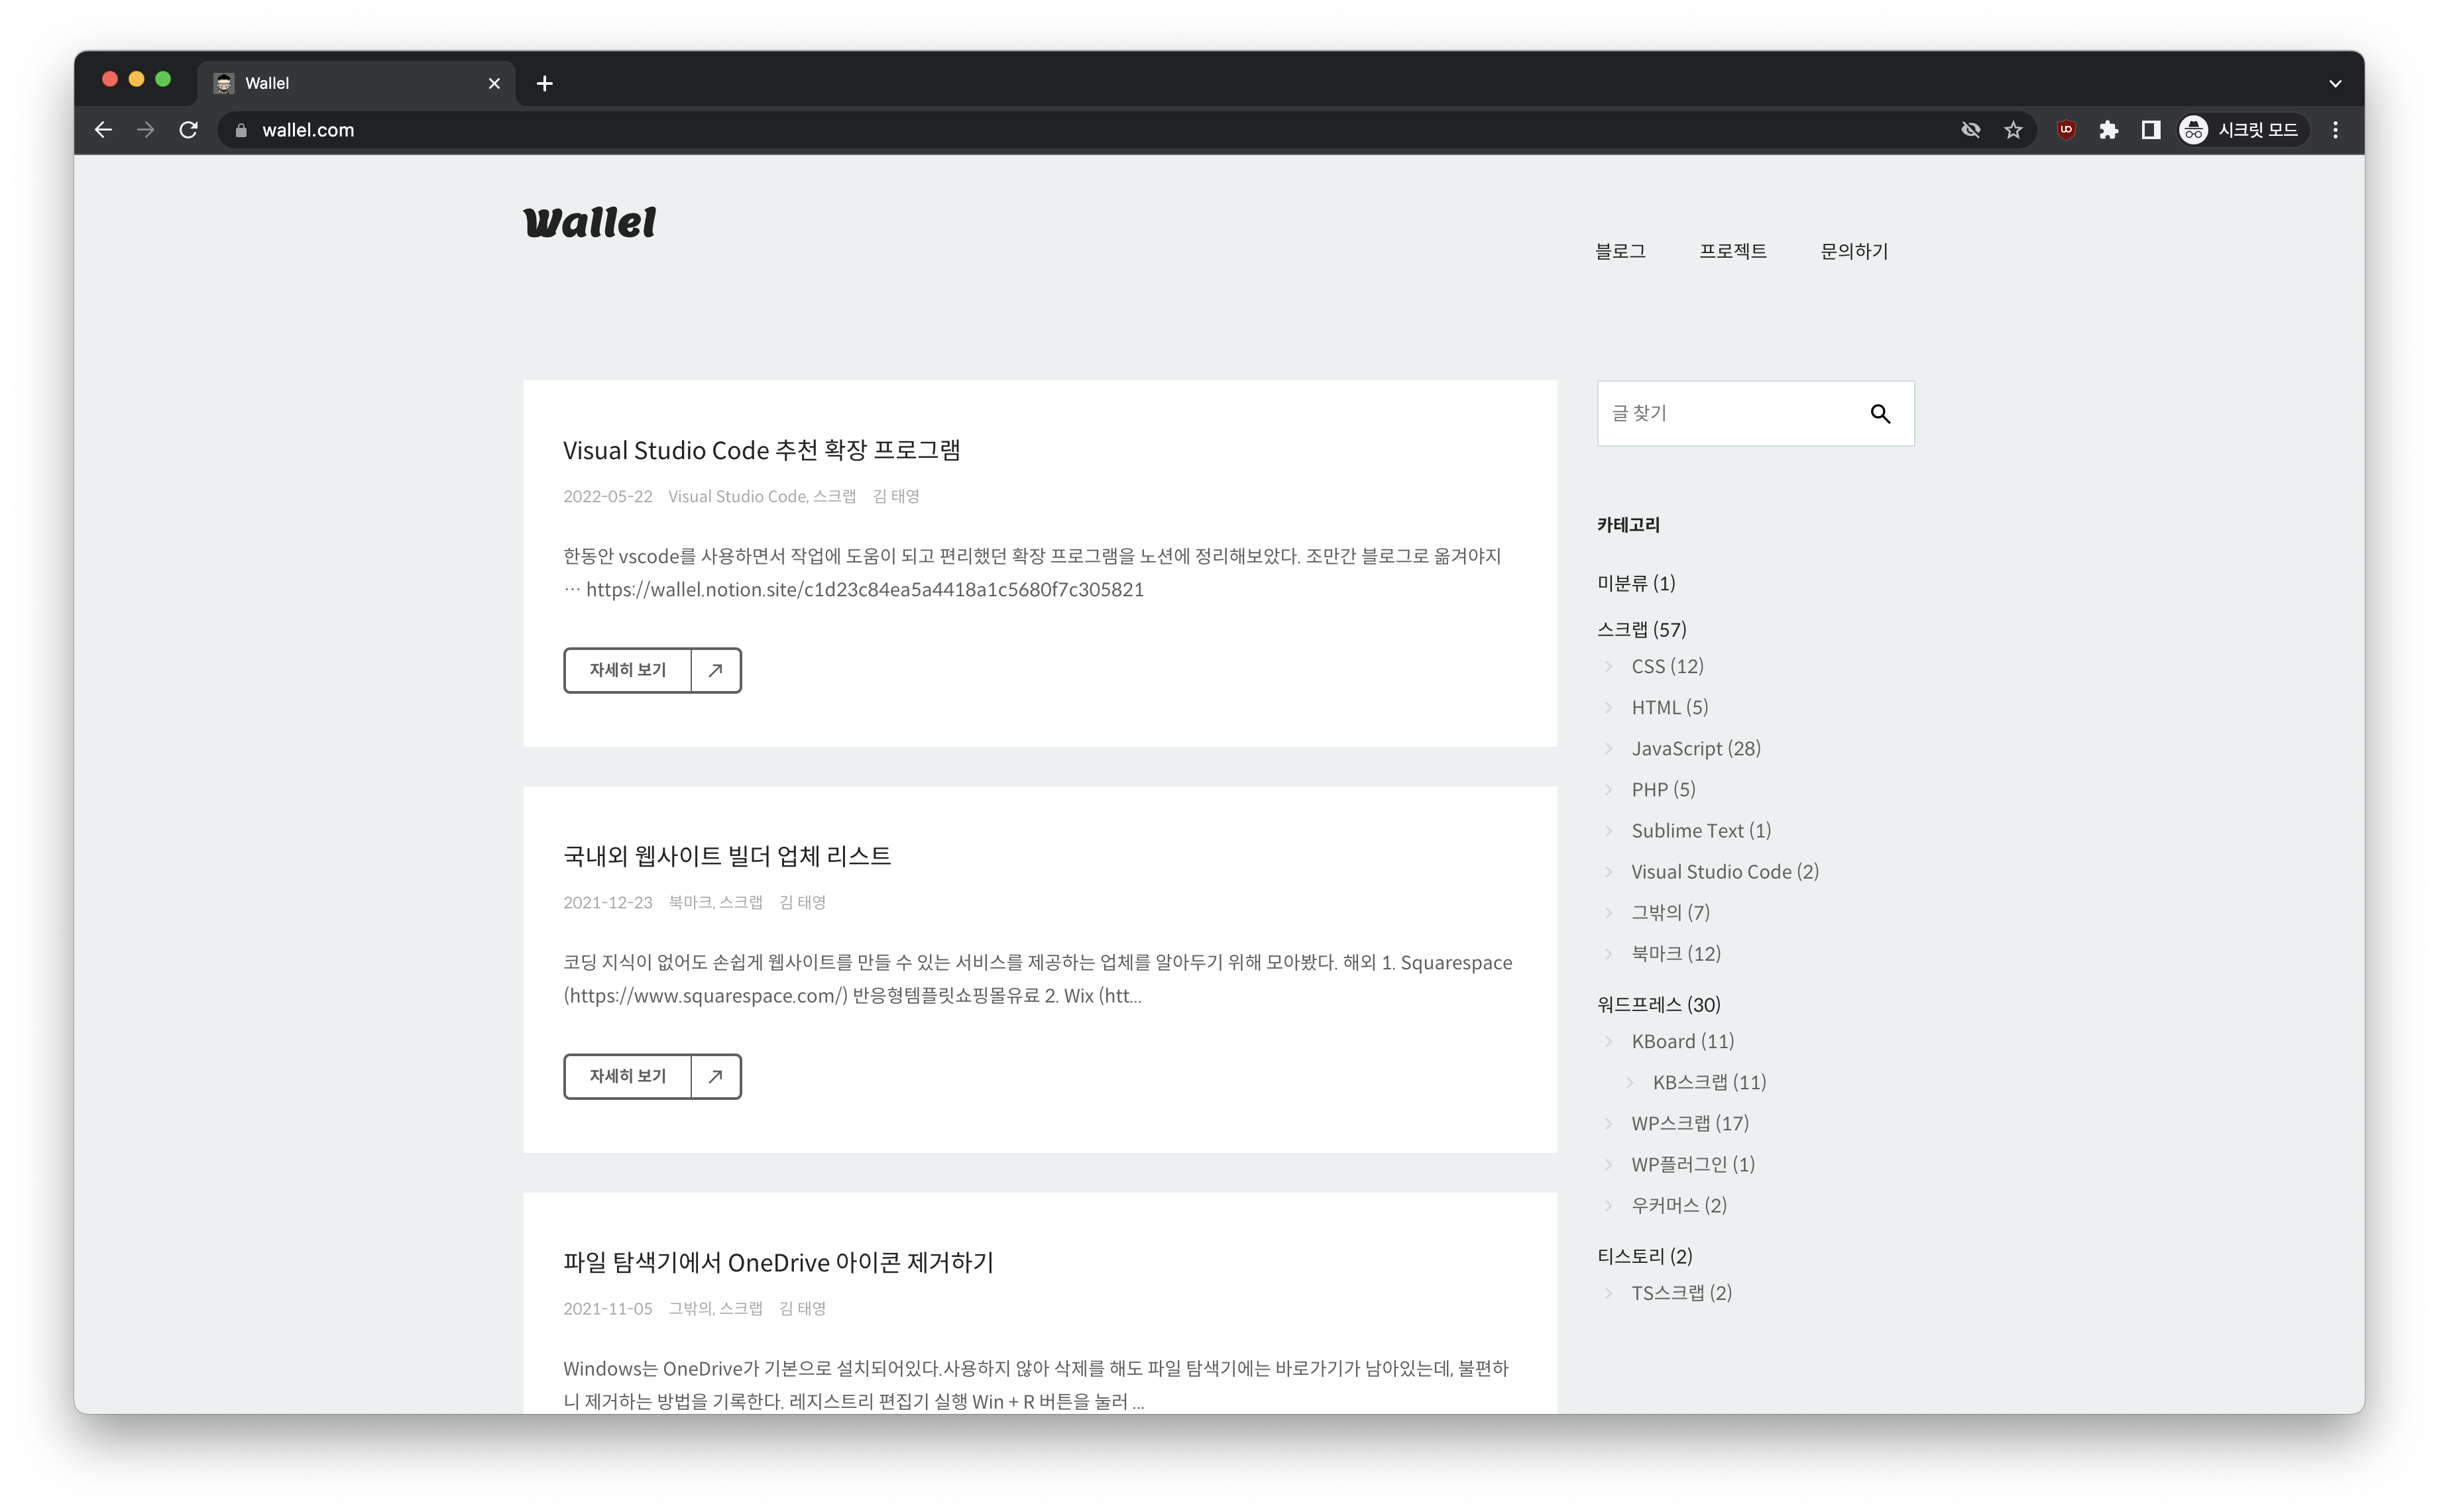 Wallel
wallel.com
시크릿 모드
Wallel
블로그 프로젝트 문의하기
Visual Studio Code 추천 확장 프로그램
2022-05-22 Visual Studio Code, 스크랩 김 태영
한동안 vscode를 사용하면서 작업에 도움이 되고 편리했던 확장 프로그램을 노션에 정리해보았다. 조만간 블로그로 옮겨야지
… https://wallel.notion.site/c1d23c84ea5a4418a1c5680f7c305821
자세히 보기
국내외 웹사이트 빌더 업체 리스트
2021-12-23 북마크, 스크랩 김 태영
코딩 지식이 없어도 손쉽게 웹사이트를 만들 수 있는 서비스를 제공하는 업체를 알아두기 위해 모아봤다. 해외 1. Squarespace
(https://www.squarespace.com/) 반응형템플릿쇼핑몰유료 2. Wix (htt...
자세히 보기
파일 탐색기에서 OneDrive 아이콘 제거하기
2021-11-05 그밖의, 스크랩 김 태영
Windows는 OneDrive가 기본으로 설치되어있다.사용하지 않아 삭제를 해도 파일 탐색기에는 바로가기가 남아있는데, 불편하
니 제거하는 방법을 기록한다. 레지스트리 편집기 실행 Win + R 버튼을 눌러 ...
글 찾기
카테고리
미분류 (1)
스크랩 (57)
CSS (12)
HTML (5)
JavaScript (28)
PHP (5)
Sublime Text (1)
Visual Studio Code (2)
그밖의 (7)
북마크 (12)
워드프레스 (30)
KBoard (11)
KB스크랩 (11)
WP스크랩 (17)
WP플러그인 (1)
우커머스 (2)
티스토리 (2)
TS스크랩 (2)